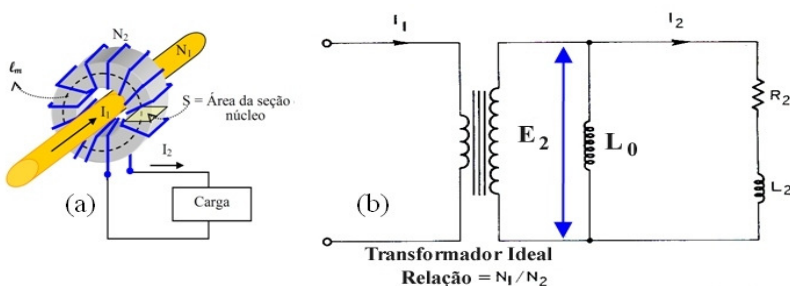 N₂
N₁
ℓm
I₁
S = Área da seção
núcleo
I₂
(a)
Carga
I₁
I₂
E₂
L₀
R₂
L₂
(b)
Transformador Ideal
Relação = N₁/N₂